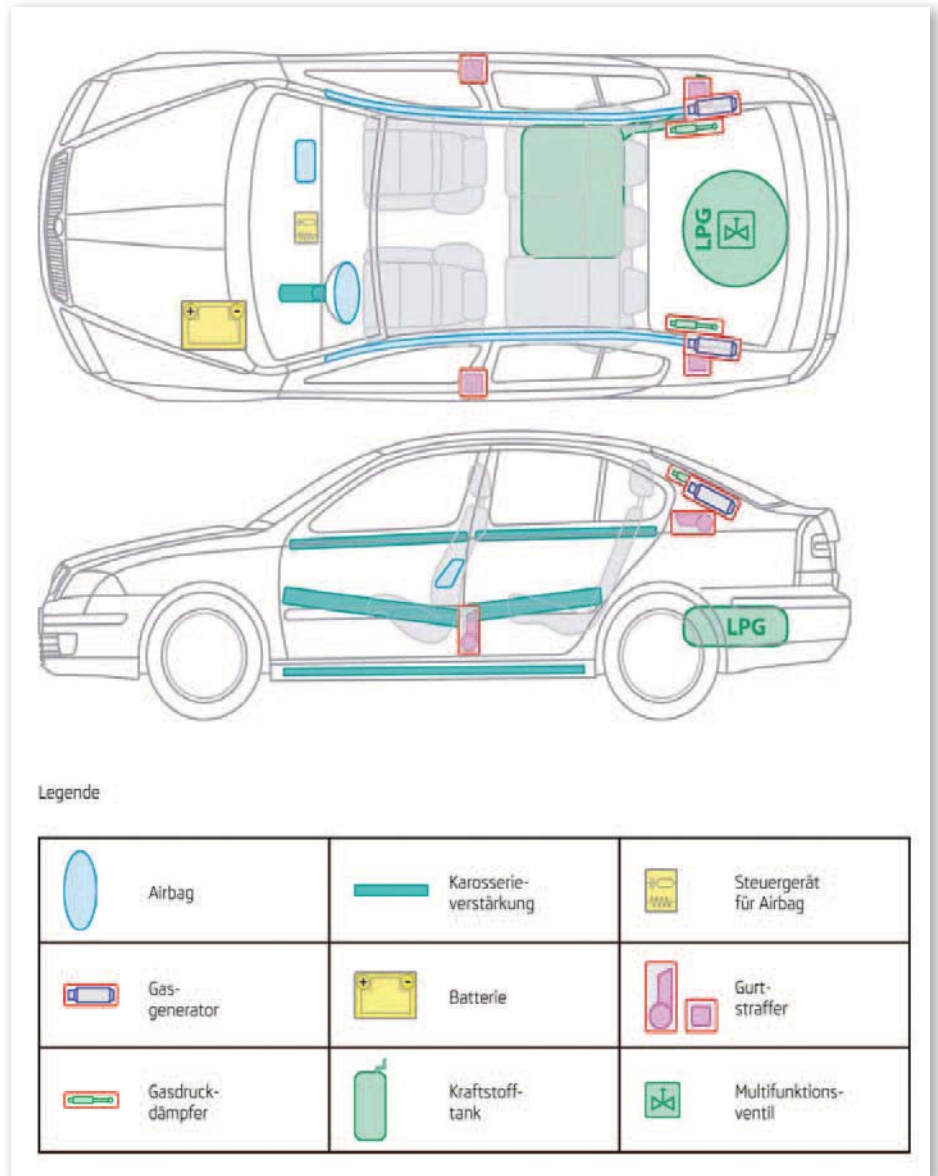 LPG
LPG
Legende
Airbag
Karosserie-
verstärkung
Steuergerät
für Airbag
Gas-
generator
Batterie
Gurt-
straffer
Gasdruck-
dämpfer
Kraftstoff-
tank
Multifunktions-
ventil